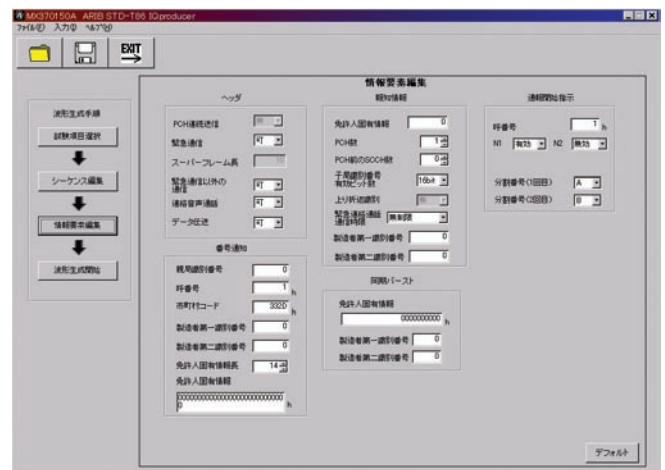 MX370150A ARIB STD-T86 IQproducer
ファイル(F) 入力(I) ヘルプ(H)
EXIT
波形生成手順
試験項目選択
シーケンス編集
情報要素編集
波形生成開始
情報要素編集
ヘッダ
PCH連続送信
緊急通信 可
スーパーフレーム長
緊急通信以外の通信 可
連絡音声通話 可
データ伝送 可
番号通知
親局識別番号 0
呼番号 1 h
市町村コード 3320 h
製造者第一識別番号 0
製造者第二識別番号 0
免許人固有情報長 14
免許人固有情報
0 h
報知情報
免許人固有情報 0
PCH数 1
PCH前のSCCH数 0
子局識別番号有効ビット数 16bit
上り折返識別
緊急連絡通話通信時限 無制限
製造者第一識別番号 0
製造者第二識別番号 0
同期バースト
免許人固有情報
0000000000 h
製造者第一識別番号 0
製造者第二識別番号 0
通報開始指示
呼番号 1 h
N1 有効 N2 無効
分割番号(1回目) A
分割番号(2回目) B
デフォルト